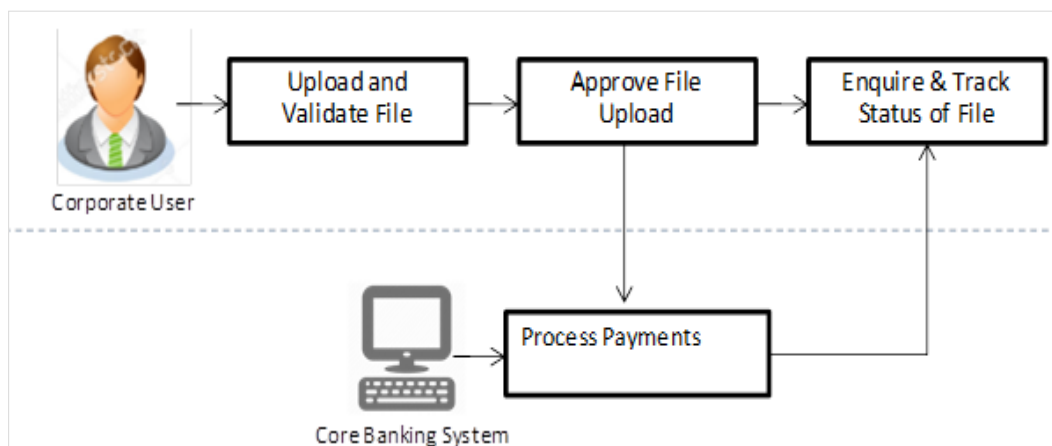 Upload and
Validate File
Approve File
Upload
Enquire & Track
Status of File
Corporate User
Process Payments
Core Banking System